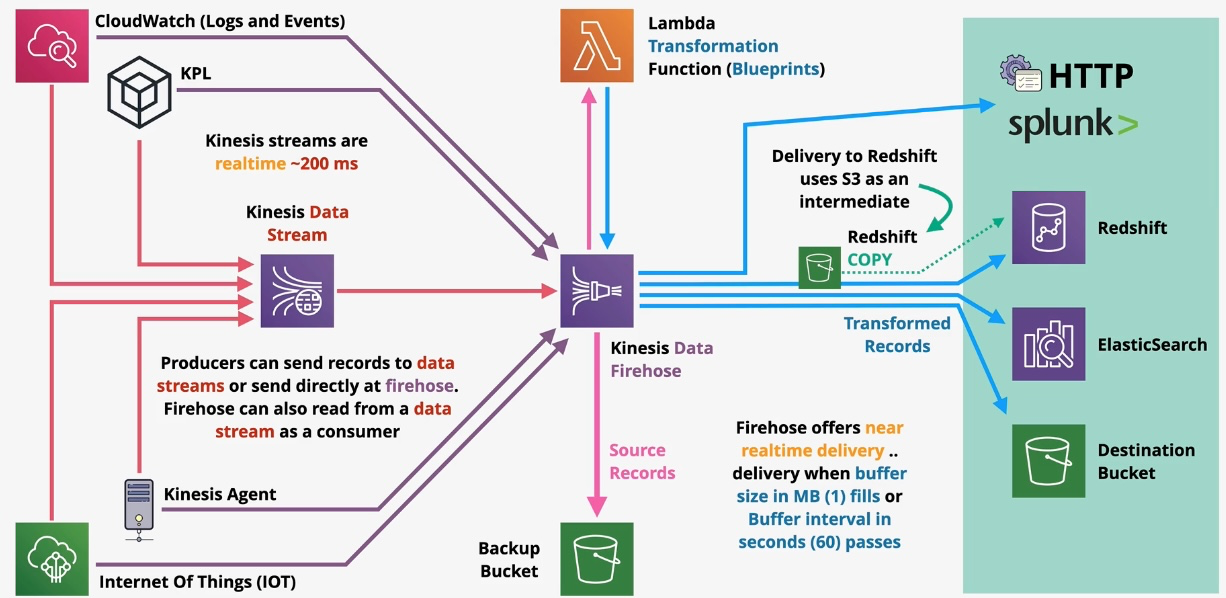 CloudWatch (Logs and Events)
KPL
Kinesis streams are
realtime ~200 ms
Kinesis Data
Stream
Producers can send records to data
streams or send directly at firehose.
Firehose can also read from a data
stream as a consumer
Kinesis Agent
Internet Of Things (IOT)
Lambda
Transformation
Function (Blueprints)
Kinesis Data
Firehose
Source
Records
Backup
Bucket
Delivery to Redshift
uses S3 as an
intermediate
Redshift
COPY
Transformed
Records
Firehose offers near
realtime delivery ..
delivery when buffer
size in MB (1) fills or
Buffer interval in
seconds (60) passes
HTTP
splunk>
Redshift
ElasticSearch
Destination
Bucket